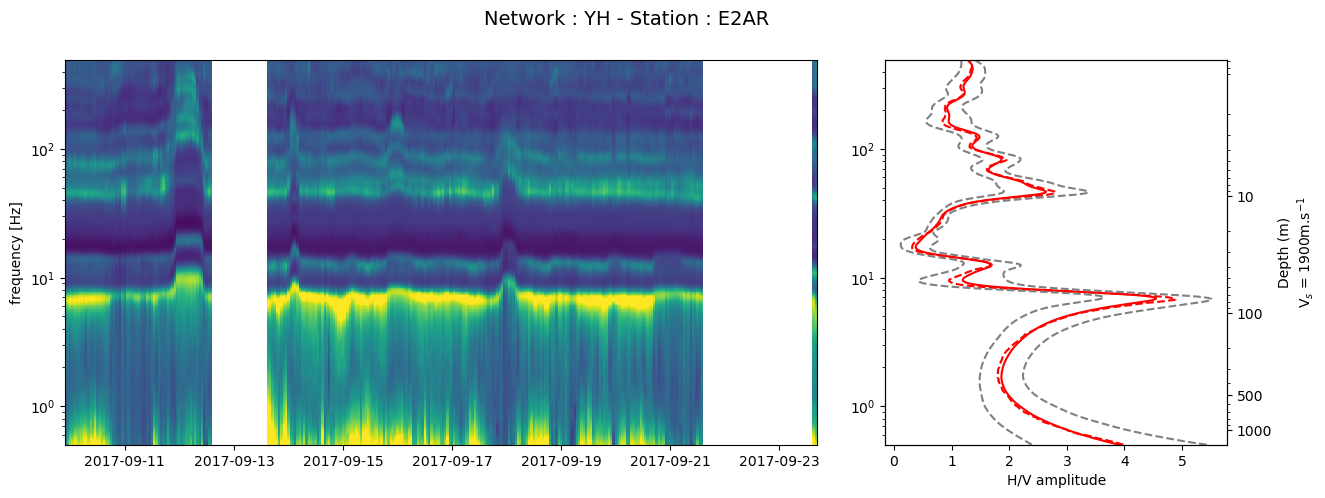 Network : YH - Station : E2AR
frequency [Hz]
10²
10¹
10⁰
2017-09-11 2017-09-13 2017-09-15 2017-09-17 2017-09-19 2017-09-21 2017-09-23
10²
10¹
10⁰
0 1 2 3 4 5
H/V amplitude
10
100
500
1000
Depth (m)
Vₛ = 1900m.s⁻¹